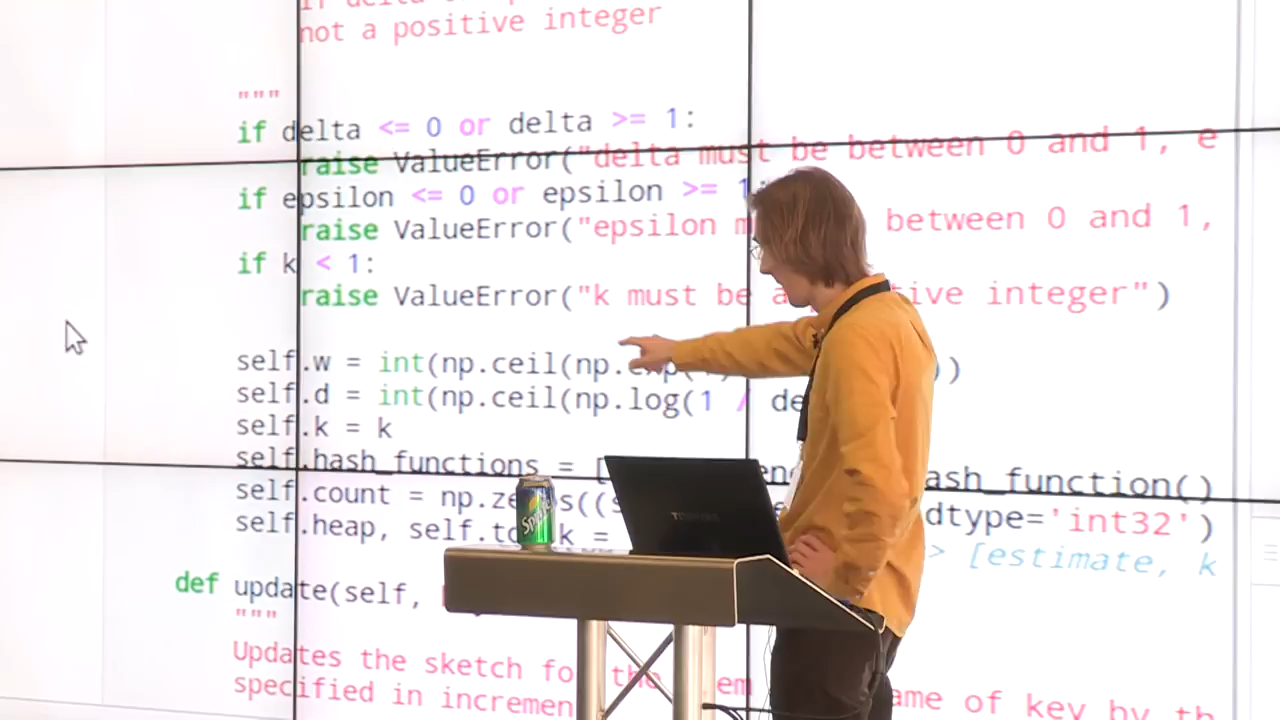 not a positive integer
"""
if delta <= 0 or delta >= 1:
raise ValueError("delta must be between 0 and 1, e
if epsilon <= 0 or epsilon >= 1:
raise ValueError("epsilon m between 0 and 1,
if k < 1:
raise ValueError("k must be a tive integer")
self.w = int(np.ceil(np.exp( ))
self.d = int(np.ceil(np.log(1 / de
self.k = k
self.hash_functions = [ en ash_function()
self.count = np.ze s((s dtype='int32')
self.heap, self.to k = > [estimate, k
def update(self,
"""
Updates the sketch fo the em ame of key by th
specified in incremen
Sprite
TOSHIBA